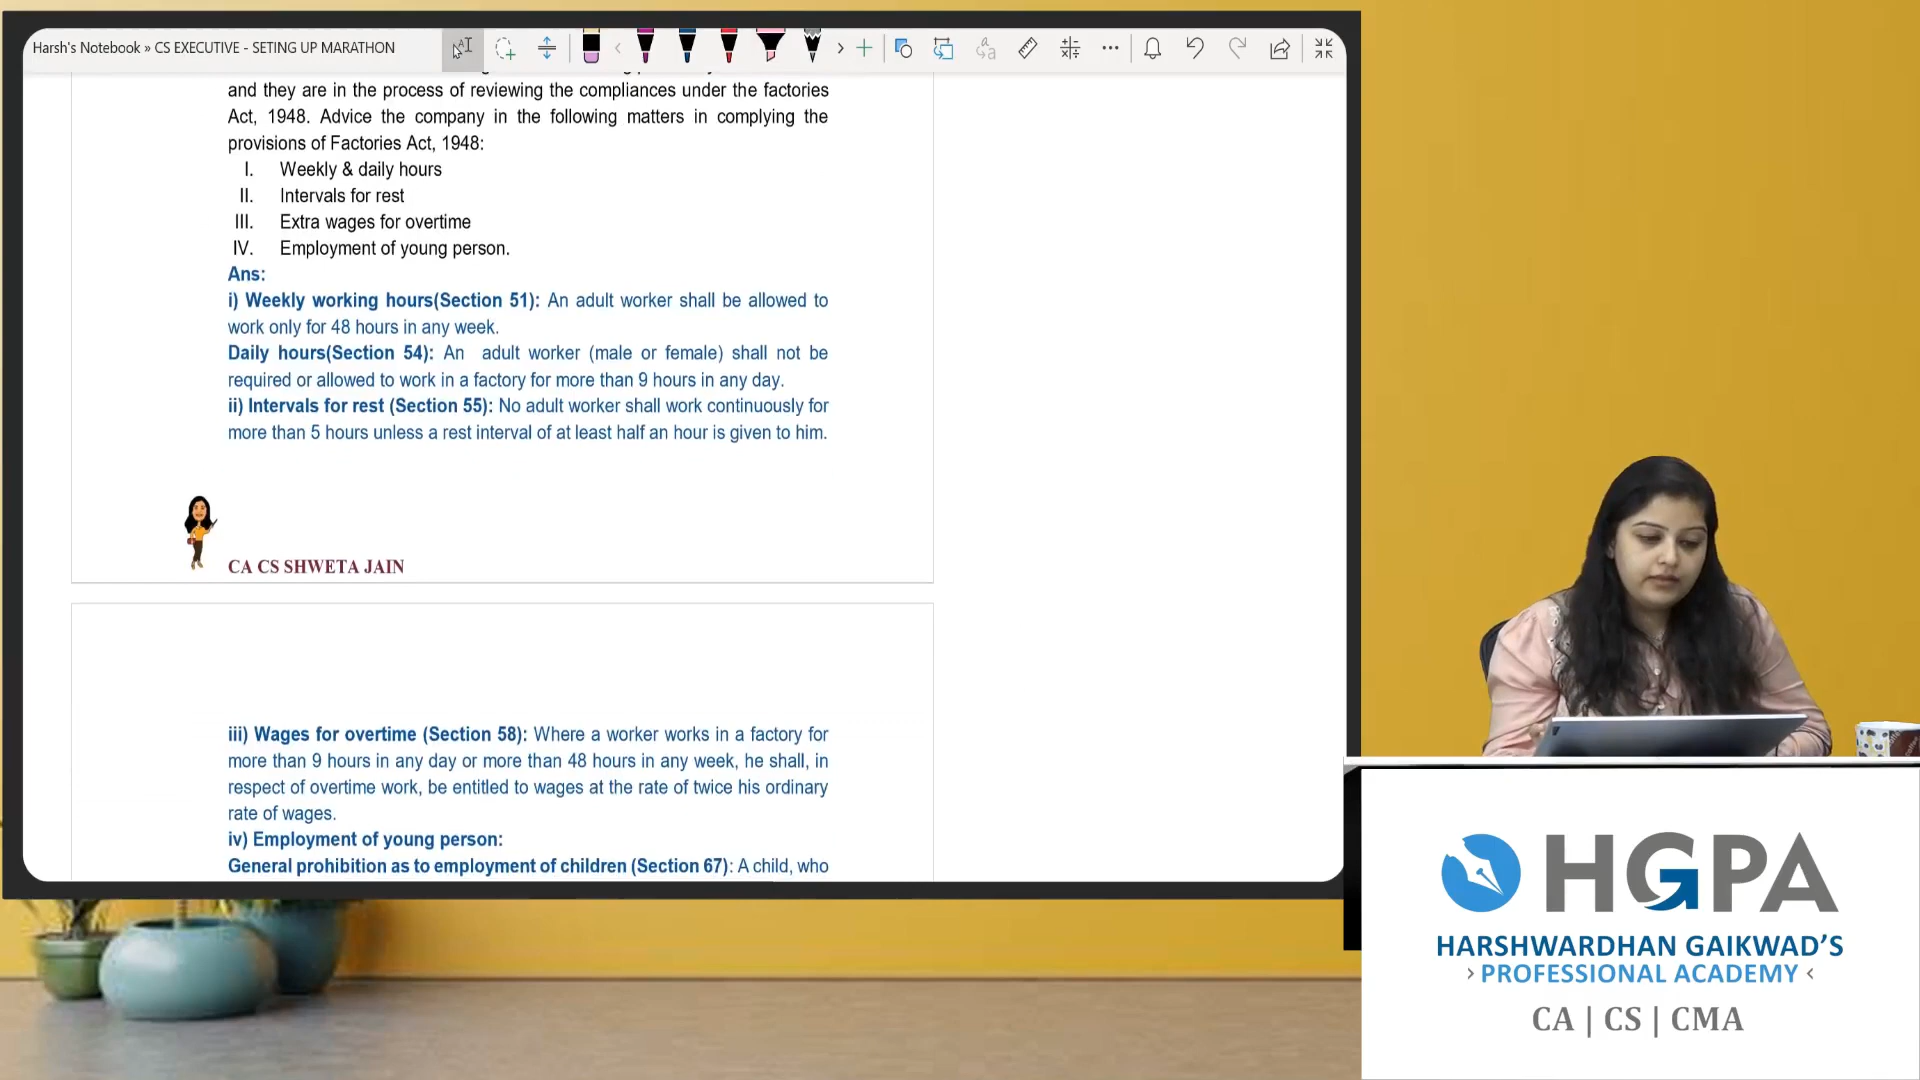 Harsh's Notebook » CS EXECUTIVE - SETING UP MARATHON
and they are in the process of reviewing the compliances under the factories
Act, 1948. Advice the company in the following matters in complying the
provisions of Factories Act, 1948:
I. Weekly & daily hours
II. Intervals for rest
III. Extra wages for overtime
IV. Employment of young person.
Ans:
i) Weekly working hours(Section 51): An adult worker shall be allowed to
work only for 48 hours in any week.
Daily hours(Section 54): An adult worker (male or female) shall not be
required or allowed to work in a factory for more than 9 hours in any day.
ii) Intervals for rest (Section 55): No adult worker shall work continuously for
more than 5 hours unless a rest interval of at least half an hour is given to him.
CA CS SHWETA JAIN
iii) Wages for overtime (Section 58): Where a worker works in a factory for
more than 9 hours in any day or more than 48 hours in any week, he shall, in
respect of overtime work, be entitled to wages at the rate of twice his ordinary
rate of wages.
iv) Employment of young person:
General prohibition as to employment of children (Section 67): A child, who
HGPA
HARSHWARDHAN GAIKWAD'S
› PROFESSIONAL ACADEMY ‹
CA | CS | CMA